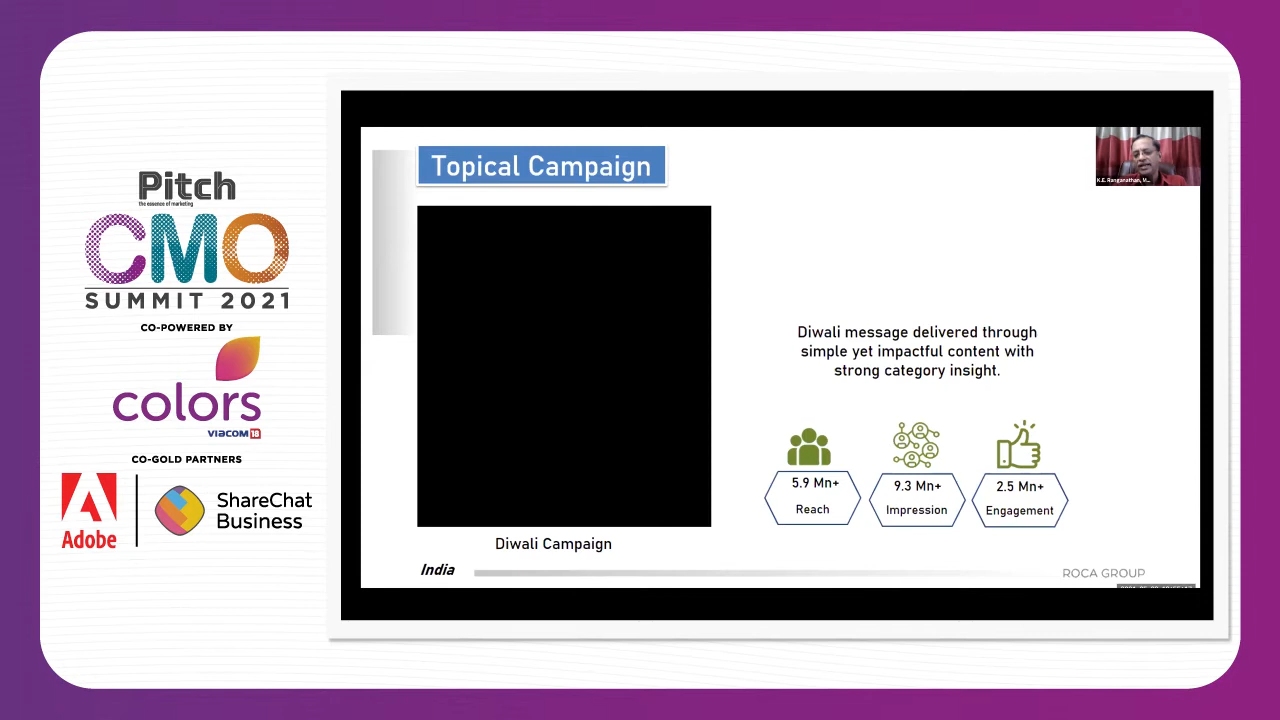 Pitch
the essence of marketing
CMO
SUMMIT 2021
CO-POWERED BY
colors
VIACOM 18
CO-GOLD PARTNERS
Adobe
ShareChat
Business
Topical Campaign
K.E. Ranganathan, M...
Diwali message delivered through
simple yet impactful content with
strong category insight.
5.9 Mn+
Reach
9.3 Mn+
Impression
2.5 Mn+
Engagement
Diwali Campaign
India
ROCA GROUP